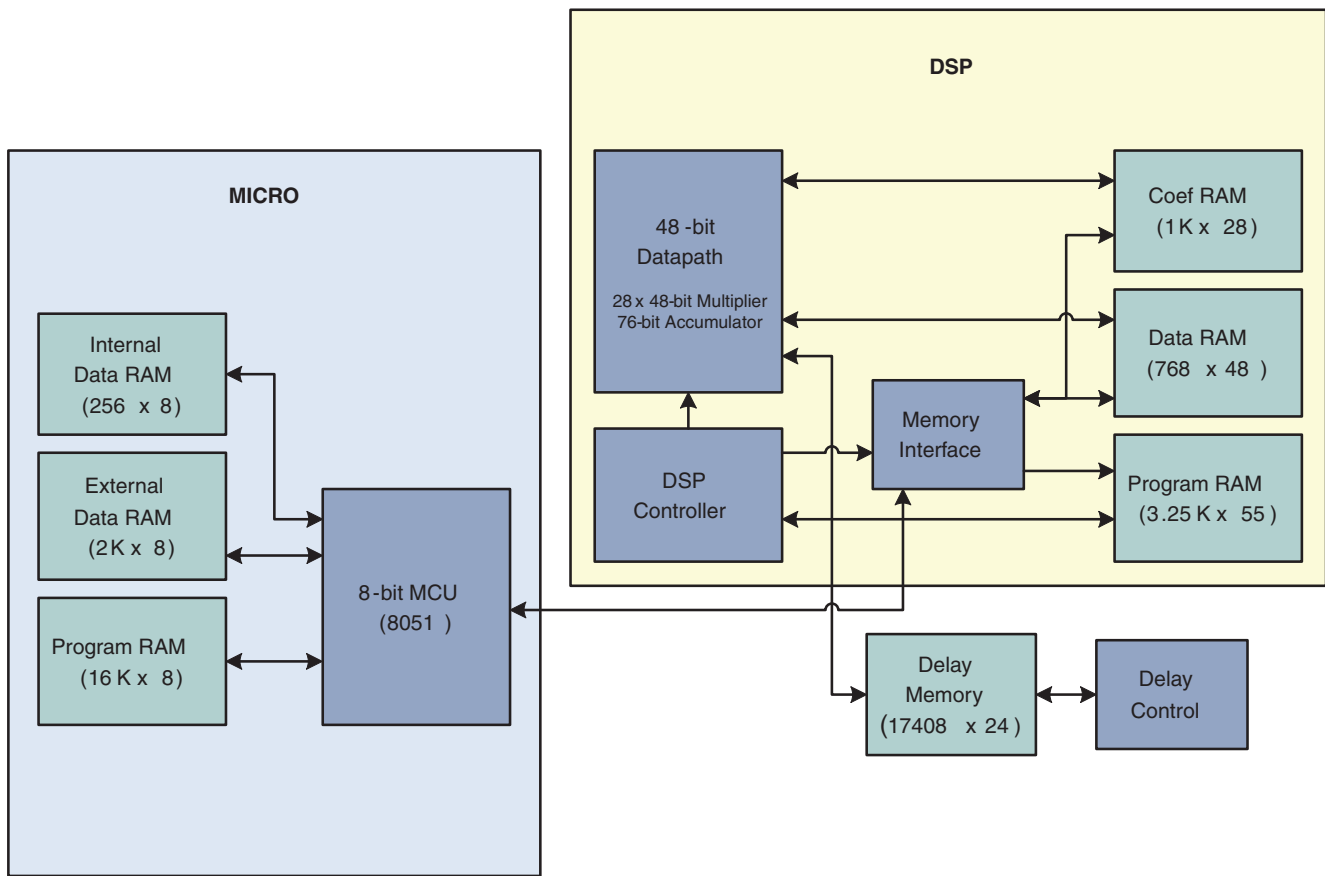 MICRO
Internal
Data RAM
(256 x 8)
External
Data RAM
(2K x 8)
Program RAM
(16 K x 8)
8-bit MCU
(8051 )
DSP
48 -bit
Datapath
28 x 48-bit Multiplier
76-bit Accumulator
DSP
Controller
Memory
Interface
Coef RAM
(1K x 28)
Data RAM
(768 x 48 )
Program RAM
(3.25 K x 55)
Delay
Memory
(17408 x 24)
Delay
Control